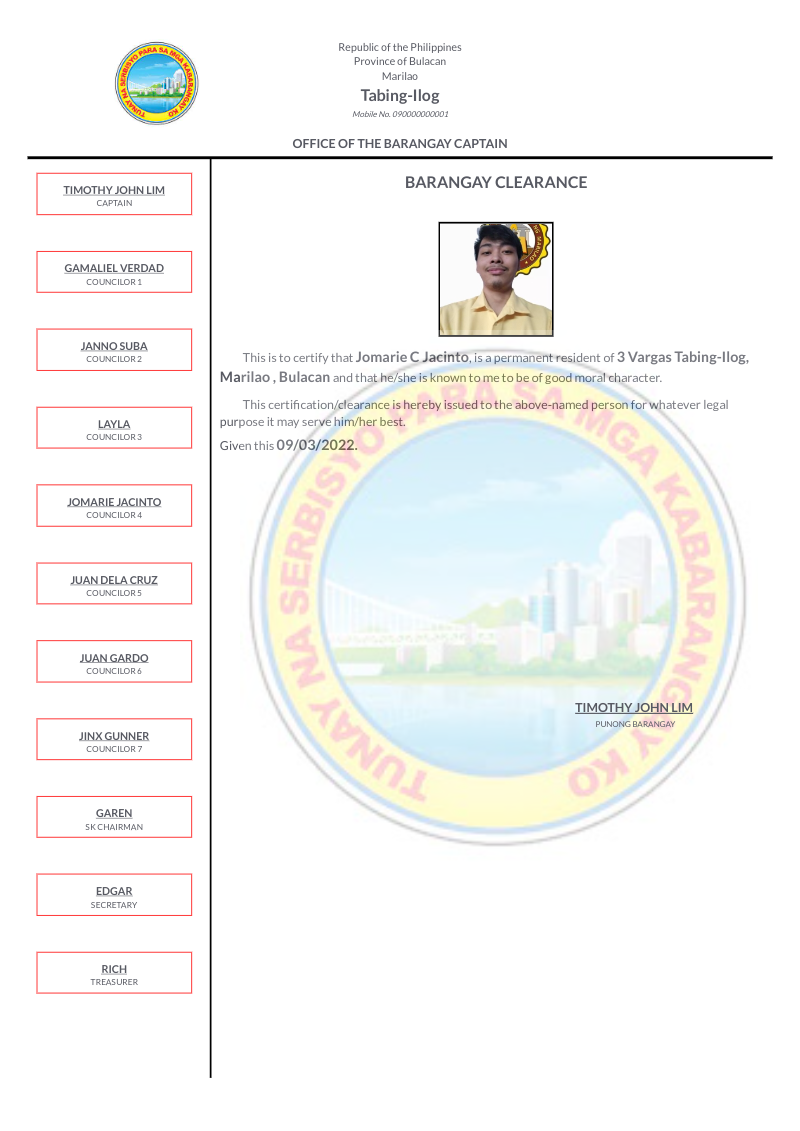 TUNAY NA SERBISYO PARA SA MGA KABARANGAY KO
Republic of the Philippines
Province of Bulacan
Marilao
Tabing-Ilog
Mobile No. 090000000001
OFFICE OF THE BARANGAY CAPTAIN
TIMOTHY JOHN LIM
CAPTAIN
GAMALIEL VERDAD
COUNCILOR 1
JANNO SUBA
COUNCILOR 2
LAYLA
COUNCILOR 3
JOMARIE JACINTO
COUNCILOR 4
JUAN DELA CRUZ
COUNCILOR 5
JUAN GARDO
COUNCILOR 6
JINX GUNNER
COUNCILOR 7
GAREN
SK CHAIRMAN
EDGAR
SECRETARY
RICH
TREASURER
BARANGAY CLEARANCE
MARILAO
This is to certify that Jomarie C Jacinto, is a permanent resident of 3 Vargas Tabing-Ilog,
Marilao , Bulacan and that he/she is known to me to be of good moral character.
This certification/clearance is hereby issued to the above-named person for whatever legal
purpose it may serve him/her best.
Given this 09/03/2022.
TUNAY NA SERBISYO PARA SA MGA KABARANGAY KO
TIMOTHY JOHN LIM
PUNONG BARANGAY